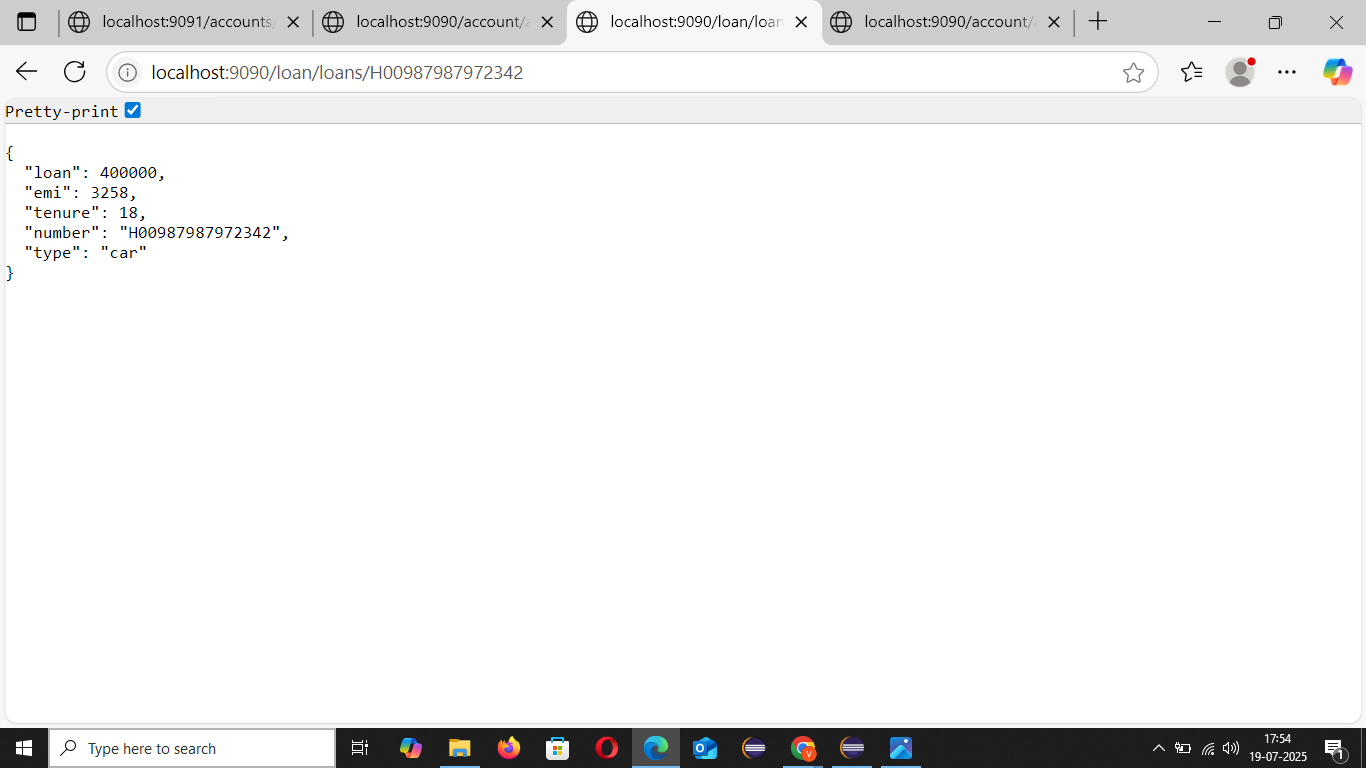 localhost:9091/accounts
localhost:9090/account/
localhost:9090/loan/loan
localhost:9090/account/
localhost:9090/loan/loans/H00987987972342
Pretty-print
{
"loan": 400000,
"emi": 3258,
"tenure": 18,
"number": "H00987987972342",
"type": "car"
}
Type here to search
17:54
19-07-2025
1